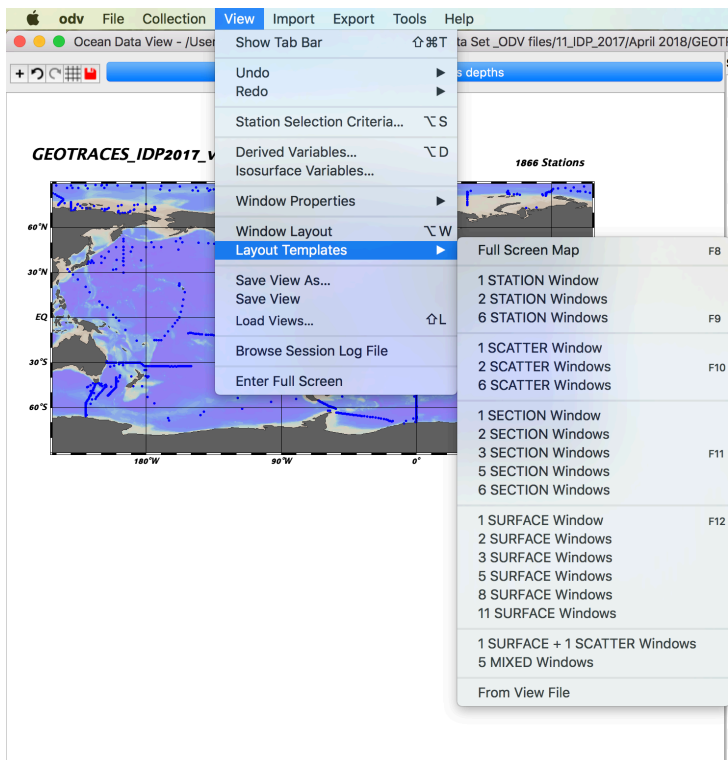 odv File Collection View Import Export Tools Help
Ocean Data View - /User
ta Set _ODV files/11_IDP_2017/April 2018/GEOTR
s depths
Show Tab Bar ⇧⌘T
Undo ▶
Redo ▶
Station Selection Criteria... ⌥S
Derived Variables... ⌥D
Isosurface Variables...
Window Properties ▶
Window Layout ⌥W
Layout Templates ▶
Save View As...
Save View
Load Views... ⇧L
Browse Session Log File
Enter Full Screen
Full Screen Map F8
1 STATION Window
2 STATION Windows
6 STATION Windows F9
1 SCATTER Window
2 SCATTER Windows F10
6 SCATTER Windows
1 SECTION Window
2 SECTION Windows
3 SECTION Windows F11
5 SECTION Windows
6 SECTION Windows
1 SURFACE Window F12
2 SURFACE Windows
3 SURFACE Windows
5 SURFACE Windows
8 SURFACE Windows
11 SURFACE Windows
1 SURFACE + 1 SCATTER Windows
5 MIXED Windows
From View File
GEOTRACES_IDP2017_v
1866 Stations
60°N
30°N
EQ
30°S
60°S
180°W 90°W 0°